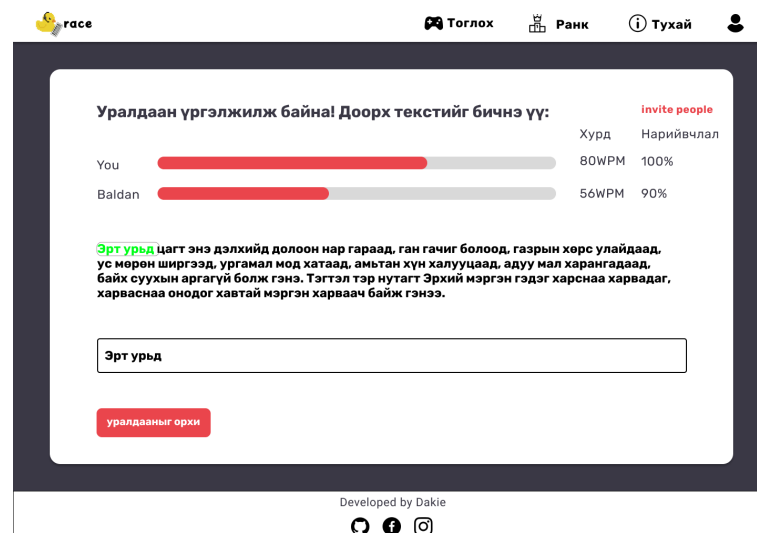 race
Тоглох
Ранк
Тухай
Уралдаан үргэлжилж байна! Доорх текстийг бичнэ үү:
invite people
Хурд Нарийвчлал
You 80WPM 100%
Baldan 56WPM 90%
Эрт урьд цагт энэ дэлхийд долоон нар гараад, ган гачиг болоод, газрын хөрс улайдаад,
ус мөрөн ширгээд, ургамал мод хатаад, амьтан хүн халууцаад, адуу мал харангадаад,
байх суухын аргагүй болж гэнэ. Тэгтэл тэр нутагт Эрхий мэргэн гэдэг харснаа харвадаг,
харваснаа онодог хавтай мэргэн харваач байж гэнээ.
Эрт урьд
уралдааныг орхи
Developed by Dakie